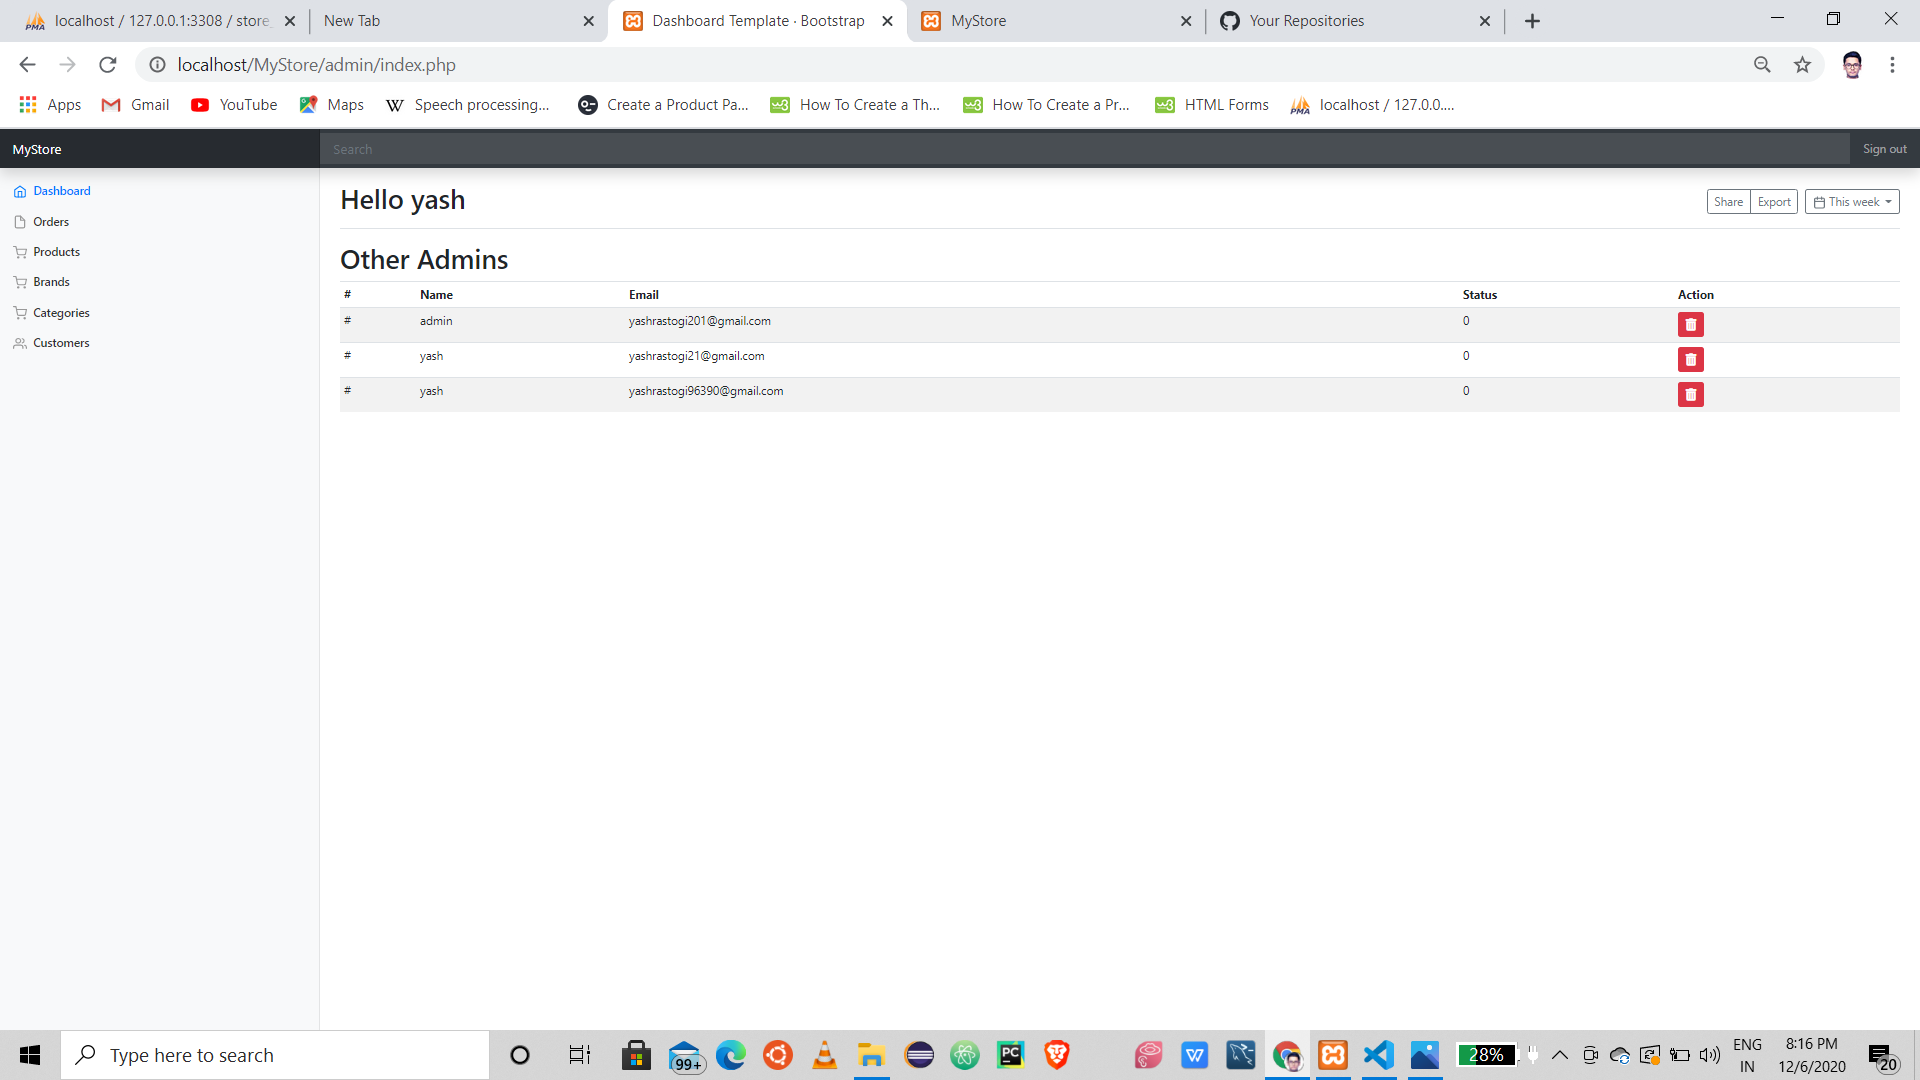 localhost / 127.0.0.1:3308 / store_
New Tab
Dashboard Template · Bootstrap
MyStore
Your Repositories
localhost/MyStore/admin/index.php
Apps
Gmail
YouTube
Maps
Speech processing...
Create a Product Pa...
How To Create a Th...
How To Create a Pr...
HTML Forms
localhost / 127.0.0....
MyStore
Search
Sign out
Dashboard
Orders
Products
Brands
Categories
Customers
Hello yash
Share
Export
This week
Other Admins
# Name Email Status Action
# admin yashrastogi201@gmail.com 0
# yash yashrastogi21@gmail.com 0
# yash yashrastogi96390@gmail.com 0
Type here to search
99+
PC
W
28%
ENG
IN
8:16 PM
12/6/2020
20